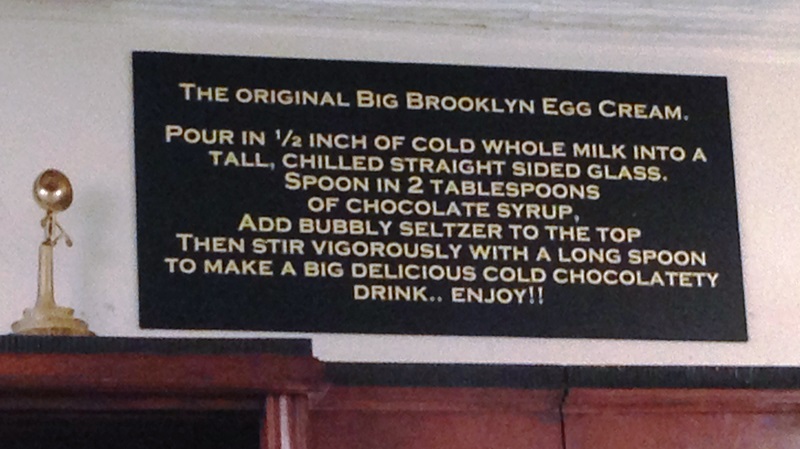 The original Big Brooklyn Egg Cream.
Pour in ½ inch of cold whole milk into a
tall, chilled straight sided glass.
Spoon in 2 tablespoons
of chocolate syrup,
Add bubbly seltzer to the top
Then stir vigorously with a long spoon
to make a big delicious cold chocolatety
drink.. enjoy!!